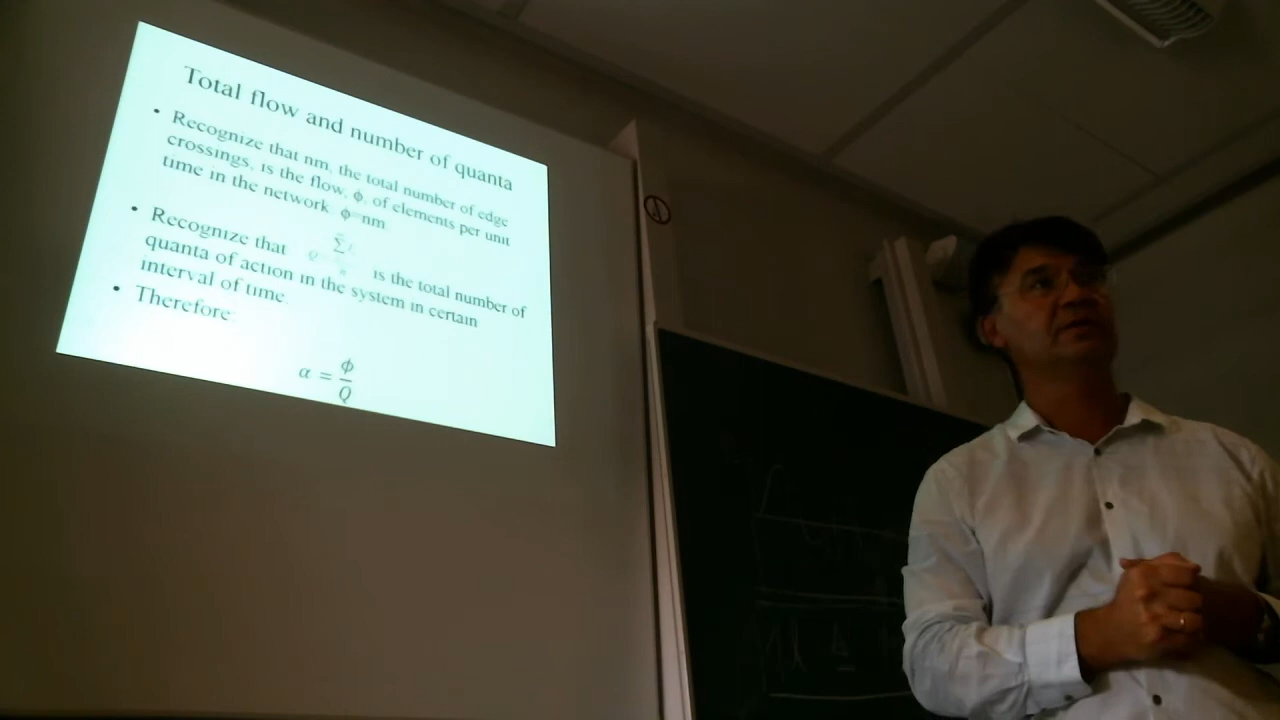 Total flow and number of quanta
• Recognize that nm, the total number of edge
crossings, is the flow, ϕ, of elements per unit
time in the network ϕ=nm.
• Recognize that is the total number of
quanta of action in the system in certain
interval of time.
• Therefore:
α = ϕ/Q